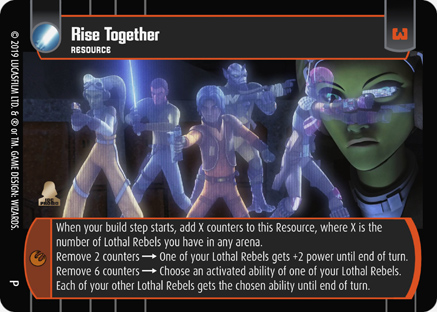 Rise Together
RESOURCE
© 2019 LUCASFILM LTD. & ® or TM. GAME DESIGN: WIZARDS.
P
When your build step starts, add X counters to this Resource, where X is the
number of Lothal Rebels you have in any arena.
Remove 2 counters → One of your Lothal Rebels gets +2 power until end of turn.
Remove 6 counters → Choose an activated ability of one of your Lothal Rebels.
Each of your other Lothal Rebels gets the chosen ability until end of turn.